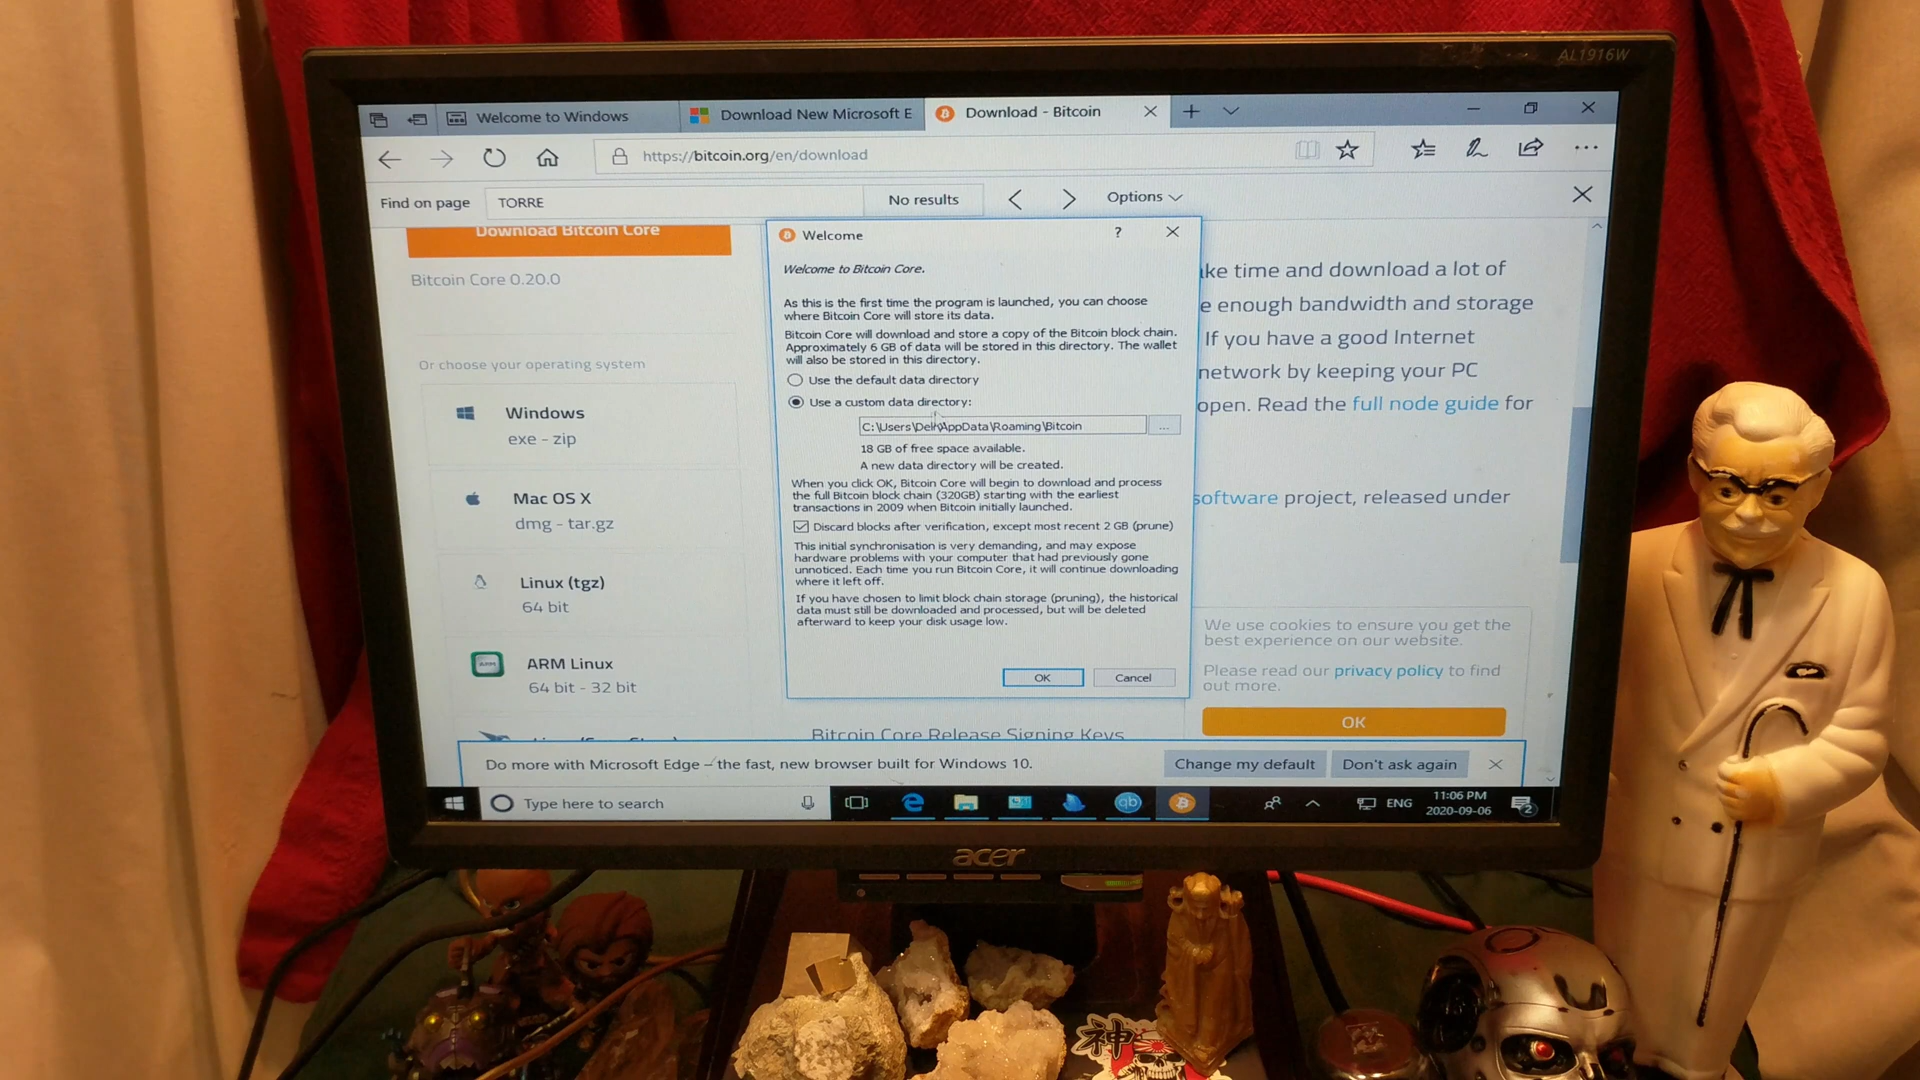 AL1916W
Welcome to Windows
Download New Microsoft E
Download - Bitcoin
https://bitcoin.org/en/download
Find on page
TORRE
No results
Options
Download Bitcoin Core
Bitcoin Core 0.20.0
Or choose your operating system
Windows
exe - zip
Mac OS X
dmg - tar.gz
Linux (tgz)
64 bit
ARM Linux
64 bit - 32 bit
Welcome
?
Welcome to Bitcoin Core.
As this is the first time the program is launched, you can choose
where Bitcoin Core will store its data.
Bitcoin Core will download and store a copy of the Bitcoin block chain.
Approximately 6 GB of data will be stored in this directory. The wallet
will also be stored in this directory.
Use the default data directory
Use a custom data directory:
C:\Users\Dell\AppData\Roaming\Bitcoin
...
18 GB of free space available.
A new data directory will be created.
When you click OK, Bitcoin Core will begin to download and process
the full Bitcoin block chain (320GB) starting with the earliest
transactions in 2009 when Bitcoin initially launched.
Discard blocks after verification, except most recent 2 GB (prune)
This initial synchronisation is very demanding, and may expose
hardware problems with your computer that had previously gone
unnoticed. Each time you run Bitcoin Core, it will continue downloading
where it left off.
If you have chosen to limit block chain storage (pruning), the historical
data must still be downloaded and processed, but will be deleted
afterward to keep your disk usage low.
OK
Cancel
ke time and download a lot of
e enough bandwidth and storage
If you have a good Internet
network by keeping your PC
open. Read the full node guide for
software project, released under
We use cookies to ensure you get the
best experience on our website.
Please read our privacy policy to find
out more.
OK
Bitcoin Core Release Signing Keys
Do more with Microsoft Edge – the fast, new browser built for Windows 10.
Change my default
Don't ask again
Type here to search
qb
ENG
11:06 PM
2020-09-06
2
acer
神